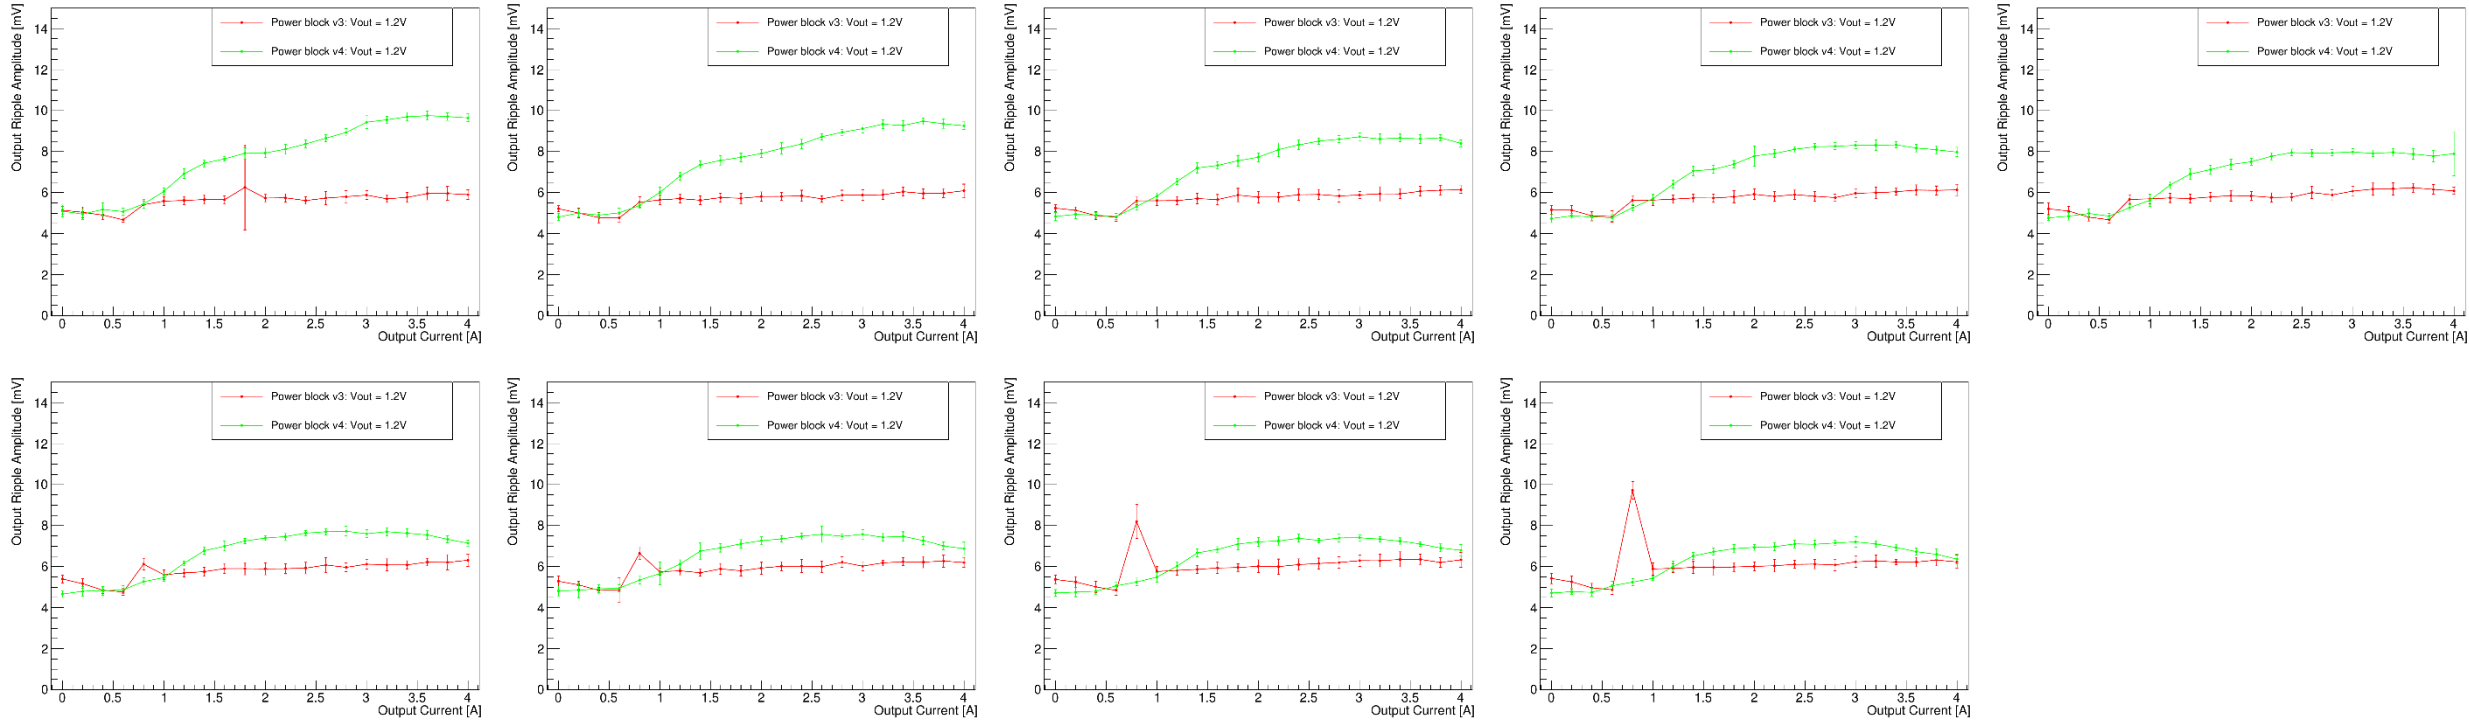 Output Ripple Amplitude [mV]
Power block v3: Vout = 1.2V
Power block v4: Vout = 1.2V
14
12
10
8
6
4
2
0
0 0.5 1 1.5 2 2.5 3 3.5 4
Output Current [A]
Output Ripple Amplitude [mV]
Power block v3: Vout = 1.2V
Power block v4: Vout = 1.2V
14
12
10
8
6
4
2
0
0 0.5 1 1.5 2 2.5 3 3.5 4
Output Current [A]
Output Ripple Amplitude [mV]
Power block v3: Vout = 1.2V
Power block v4: Vout = 1.2V
14
12
10
8
6
4
2
0
0 0.5 1 1.5 2 2.5 3 3.5 4
Output Current [A]
Output Ripple Amplitude [mV]
Power block v3: Vout = 1.2V
Power block v4: Vout = 1.2V
14
12
10
8
6
4
2
0
0 0.5 1 1.5 2 2.5 3 3.5 4
Output Current [A]
Output Ripple Amplitude [mV]
Power block v3: Vout = 1.2V
Power block v4: Vout = 1.2V
14
12
10
8
6
4
2
0
0 0.5 1 1.5 2 2.5 3 3.5 4
Output Current [A]
Output Ripple Amplitude [mV]
Power block v3: Vout = 1.2V
Power block v4: Vout = 1.2V
14
12
10
8
6
4
2
0
0 0.5 1 1.5 2 2.5 3 3.5 4
Output Current [A]
Output Ripple Amplitude [mV]
Power block v3: Vout = 1.2V
Power block v4: Vout = 1.2V
14
12
10
8
6
4
2
0
0 0.5 1 1.5 2 2.5 3 3.5 4
Output Current [A]
Output Ripple Amplitude [mV]
Power block v3: Vout = 1.2V
Power block v4: Vout = 1.2V
14
12
10
8
6
4
2
0
0 0.5 1 1.5 2 2.5 3 3.5 4
Output Current [A]
Output Ripple Amplitude [mV]
Power block v3: Vout = 1.2V
Power block v4: Vout = 1.2V
14
12
10
8
6
4
2
0
0 0.5 1 1.5 2 2.5 3 3.5 4
Output Current [A]